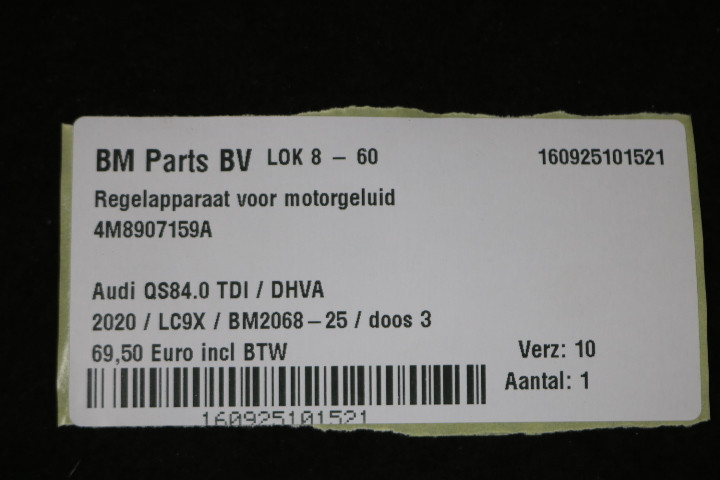 BM Parts BV LOK 8 – 60 160925101521
Regelapparaat voor motorgeluid
4M8907159A
Audi QS84.0 TDI / DHVA
2020 / LC9X / BM2068–25 / doos 3
69,50 Euro incl BTW Verz: 10
Aantal: 1
160925101521